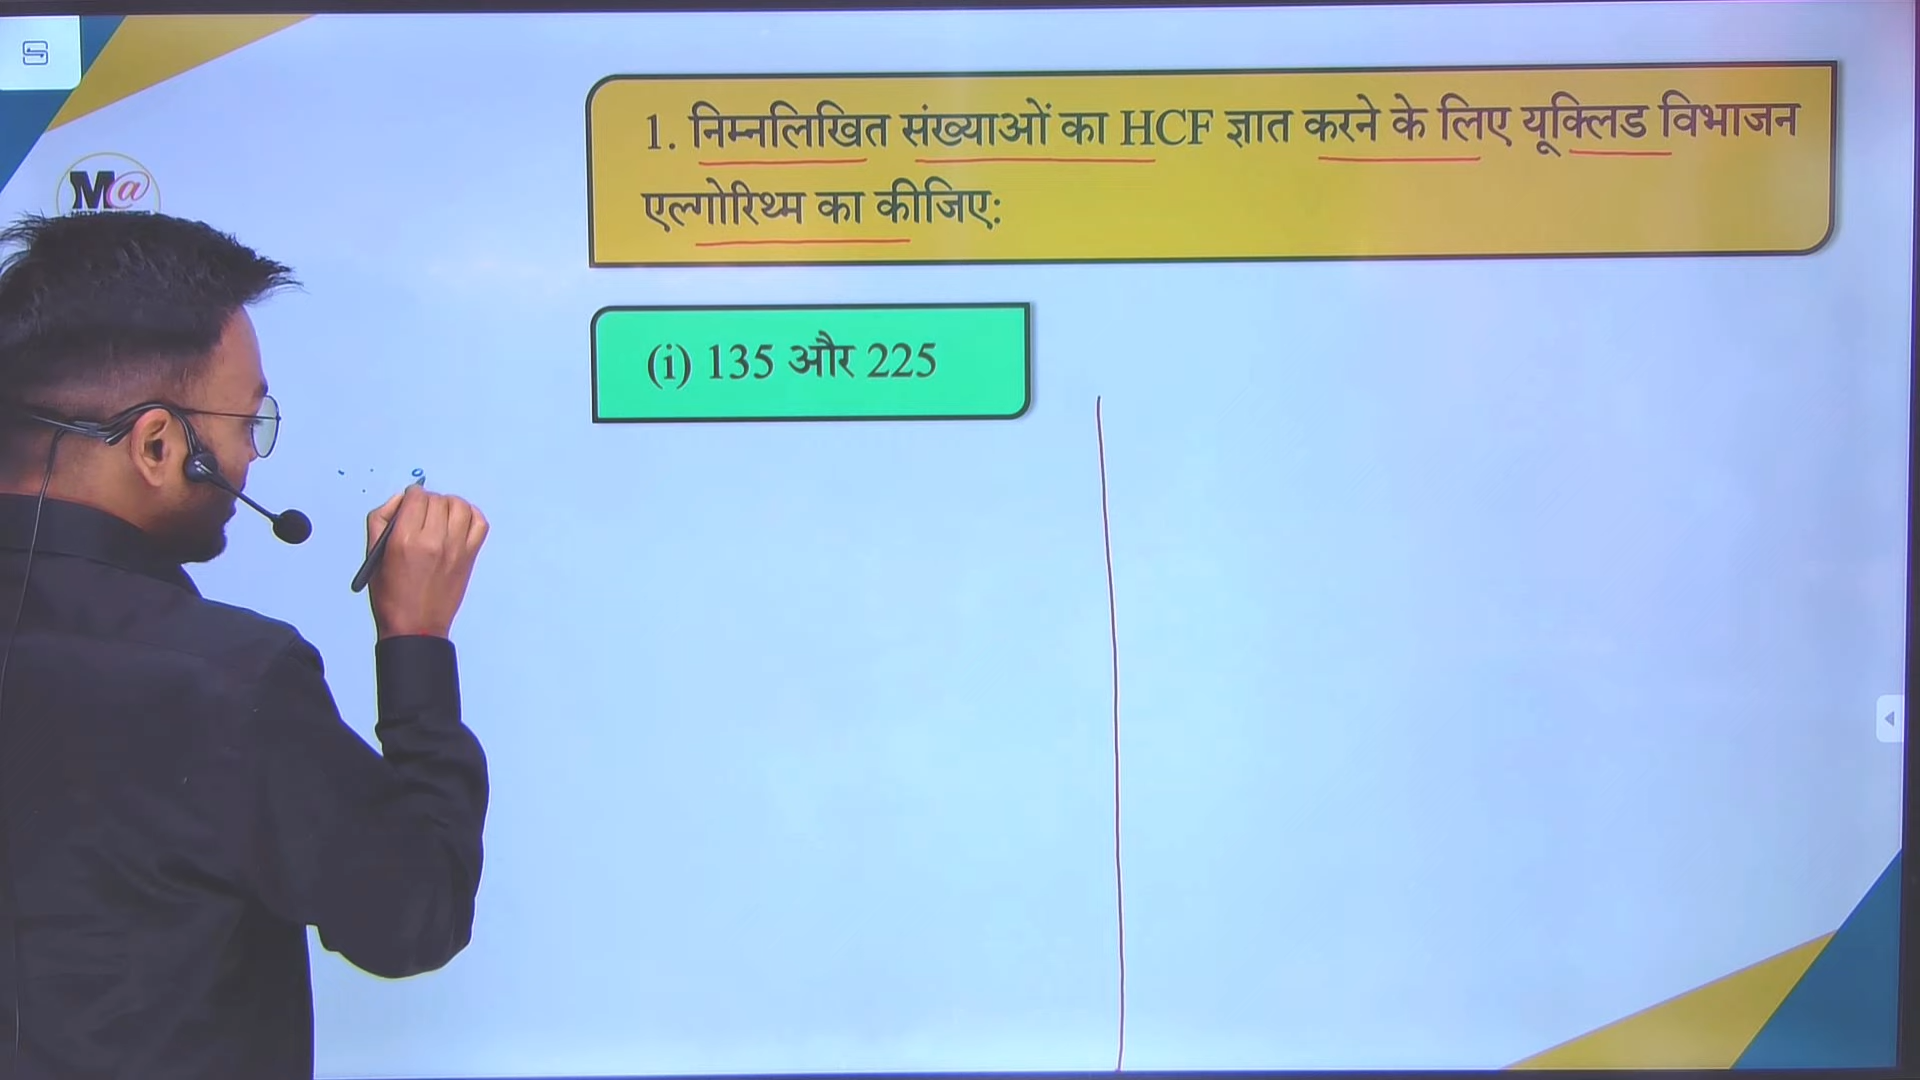 M@
1. निम्नलिखित संख्याओं का HCF ज्ञात करने के लिए यूक्लिड विभाजन
एल्गोरिथ्म का कीजिए:
(i) 135 और 225